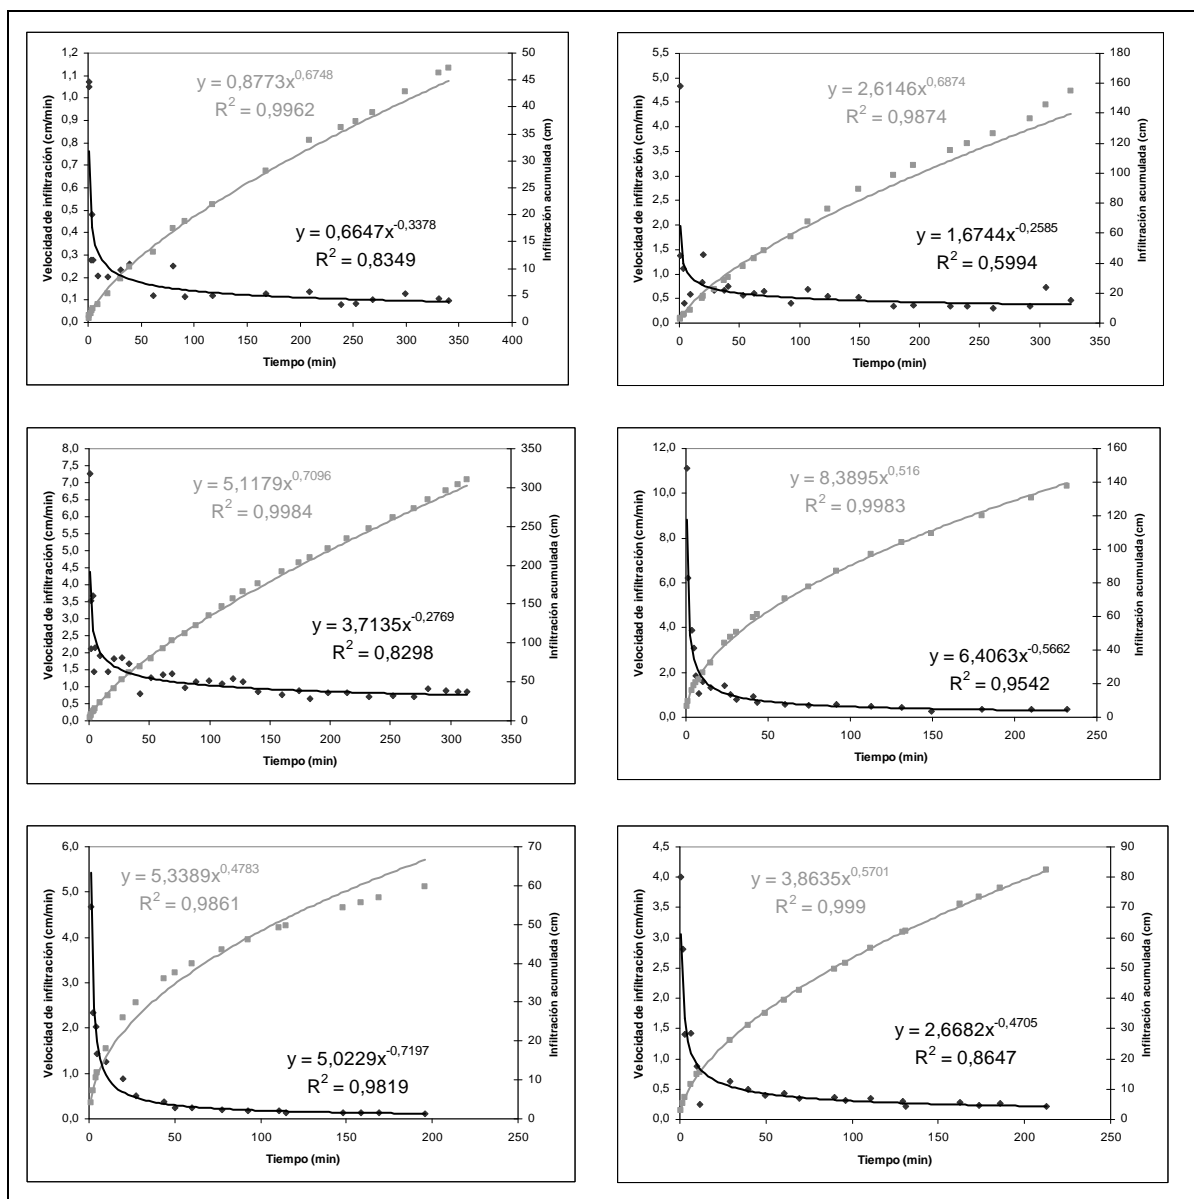 1,2
1,1
1,0
0,9
0,8
0,7
0,6
0,5
0,4
0,3
0,2
0,1
0,0
Velocidad de infiltración (cm/min)
y = 0,8773x^0,6748
R² = 0,9962
y = 0,6647x^-0,3378
R² = 0,8349
50
45
40
35
30
25
20
15
10
5
0
Infiltración acumulada (cm)
0 50 100 150 200 250 300 350 400
Tiempo (min)
5,5
5,0
4,5
4,0
3,5
3,0
2,5
2,0
1,5
1,0
0,5
0,0
Velocidad de infiltración (cm/min)
y = 2,6146x^0,6874
R² = 0,9874
y = 1,6744x^-0,2585
R² = 0,5994
180
160
140
120
100
80
60
40
20
0
Infiltración acumulada (cm)
0 50 100 150 200 250 300 350
Tiempo (min)
8,0
7,5
7,0
6,5
6,0
5,5
5,0
4,5
4,0
3,5
3,0
2,5
2,0
1,5
1,0
0,5
0,0
Velocidad de infiltración (cm/min)
y = 5,1179x^0,7096
R² = 0,9984
y = 3,7135x^-0,2769
R² = 0,8298
350
300
250
200
150
100
50
0
Infiltración acumulada (cm)
0 50 100 150 200 250 300 350
Tiempo (min)
12,0
10,0
8,0
6,0
4,0
2,0
0,0
Velocidad de infiltración (cm/min)
y = 8,3895x^0,516
R² = 0,9983
y = 6,4063x^-0,5662
R² = 0,9542
160
140
120
100
80
60
40
20
0
Infiltración acumulada (cm)
0 50 100 150 200 250
Tiempo (min)
6,0
5,0
4,0
3,0
2,0
1,0
0,0
Velocidad de infiltración (cm/min)
y = 5,3389x^0,4783
R² = 0,9861
y = 5,0229x^-0,7197
R² = 0,9819
70
60
50
40
30
20
10
0
Infiltración acumulada (cm)
0 50 100 150 200 250
Tiempo (min)
4,5
4,0
3,5
3,0
2,5
2,0
1,5
1,0
0,5
0,0
Velocidad de infiltración (cm/min)
y = 3,8635x^0,5701
R² = 0,999
y = 2,6682x^-0,4705
R² = 0,8647
90
80
70
60
50
40
30
20
10
0
Infiltración acumulada (cm)
0 50 100 150 200 250
Tiempo (min)